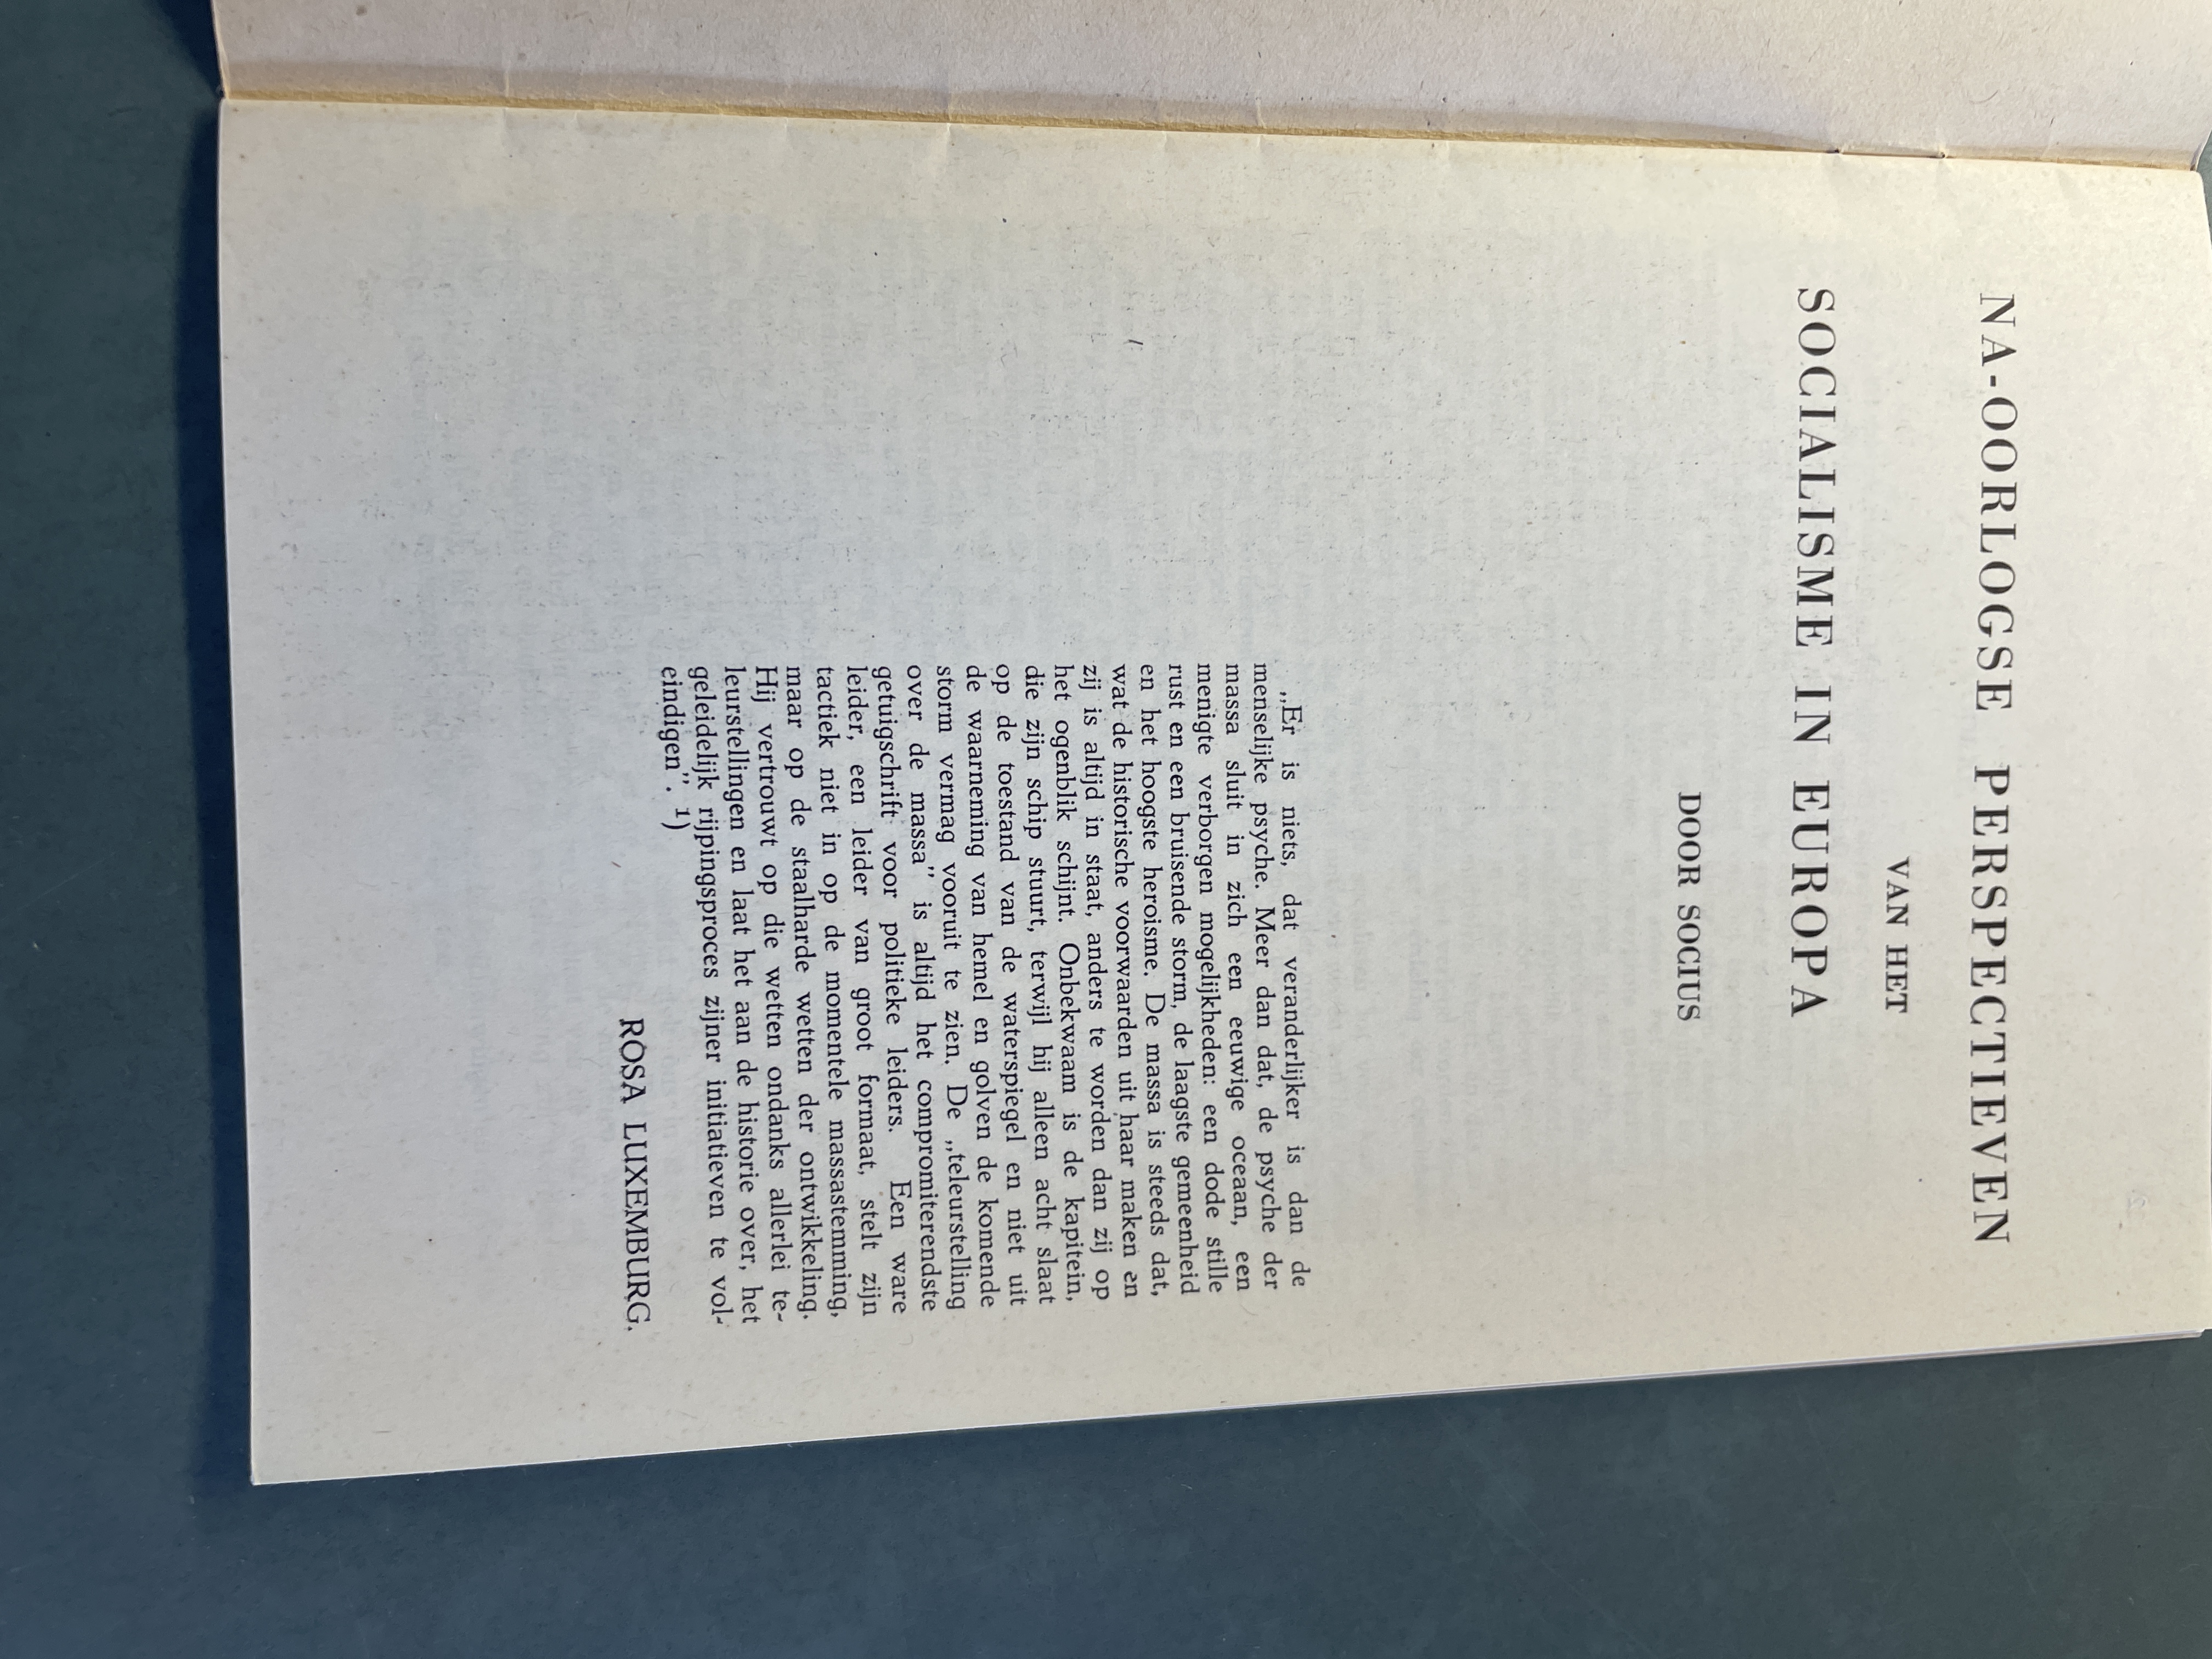 NA-OORLOGSE PERSPECTIEVEN
VAN HET
SOCIALISME IN EUROPA
DOOR SOCIUS
„Er is niets, dat veranderlijker is dan de
menselijke psyche. Meer dan dat, de psyche der
massa sluit in zich een eeuwige oceaan, een
menigte verborgen mogelijkheden: een dode stille
rust en een bruisende storm, de laagste gemeenheid
en het hoogste heroisme. De massa is steeds dat,
wat de historische voorwaarden uit haar maken en
zij is altijd in staat, anders te worden dan zij op
het ogenblik schijnt. Onbekwaam is de kapitein,
die zijn schip stuurt, terwijl hij alleen acht slaat
op de toestand van de waterspiegel en niet uit
de waarneming van hemel en golven de komende
storm vermag vooruit te zien. De „teleurstelling
over de massa" is altijd het compromiterendste
getuigschrift voor politieke leiders. Een ware
leider, een leider van groot formaat, stelt zijn
tactiek niet in op de momentele massastemming,
maar op de staalharde wetten der ontwikkeling.
Hij vertrouwt op die wetten ondanks allerlei te-
leurstellingen en laat het aan de historie over, het
geleidelijk rijpingsproces zijner initiatieven te vol-
eindigen". ¹)
ROSA LUXEMBURG.